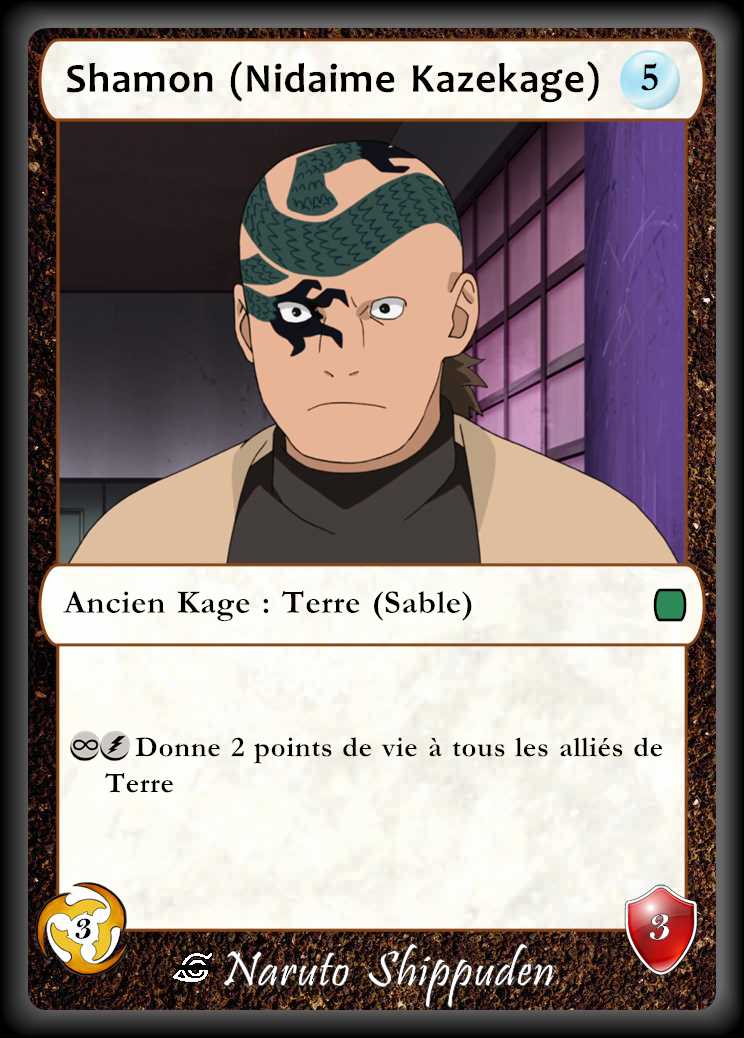 Shamon (Nidaime Kazekage) 5
Ancien Kage : Terre (Sable)
Donne 2 points de vie à tous les alliés de
Terre
3 3
Naruto Shippuden